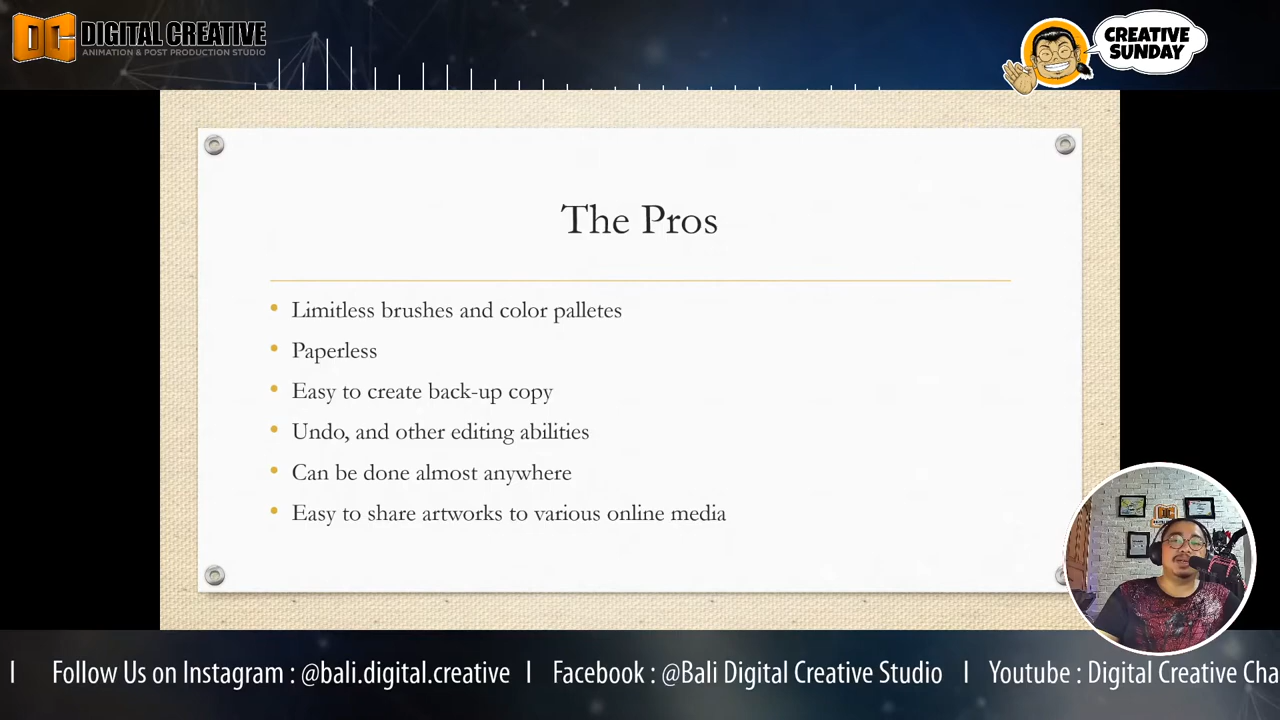 DIGITAL CREATIVE
ANIMATION & POST PRODUCTION STUDIO
CREATIVE
SUNDAY
The Pros
• Limitless brushes and color palletes
• Paperless
• Easy to create back-up copy
• Undo, and other editing abilities
• Can be done almost anywhere
• Easy to share artworks to various online media
I Follow Us on Instagram : @bali.digital.creative I Facebook : @Bali Digital Creative Studio I Youtube : Digital Creative Cha